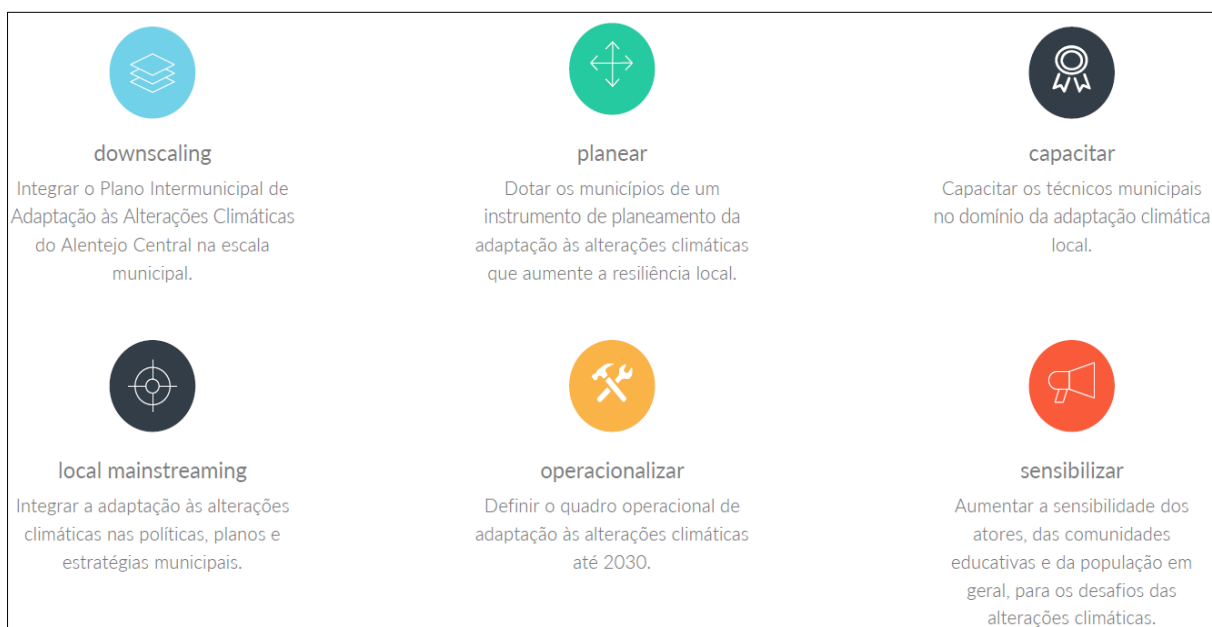 downscaling
Integrar o Plano Intermunicipal de
Adaptação às Alterações Climáticas
do Alentejo Central na escala
municipal.
planear
Dotar os municípios de um
instrumento de planeamento da
adaptação às alterações climáticas
que aumente a resiliência local.
capacitar
Capacitar os técnicos municipais
no domínio da adaptação climática
local.
local mainstreaming
Integrar a adaptação às alterações
climáticas nas políticas, planos e
estratégias municipais.
operacionalizar
Definir o quadro operacional de
adaptação às alterações climáticas
até 2030.
sensibilizar
Aumentar a sensibilidade dos
atores, das comunidades
educativas e da população em
geral, para os desafios das
alterações climáticas.